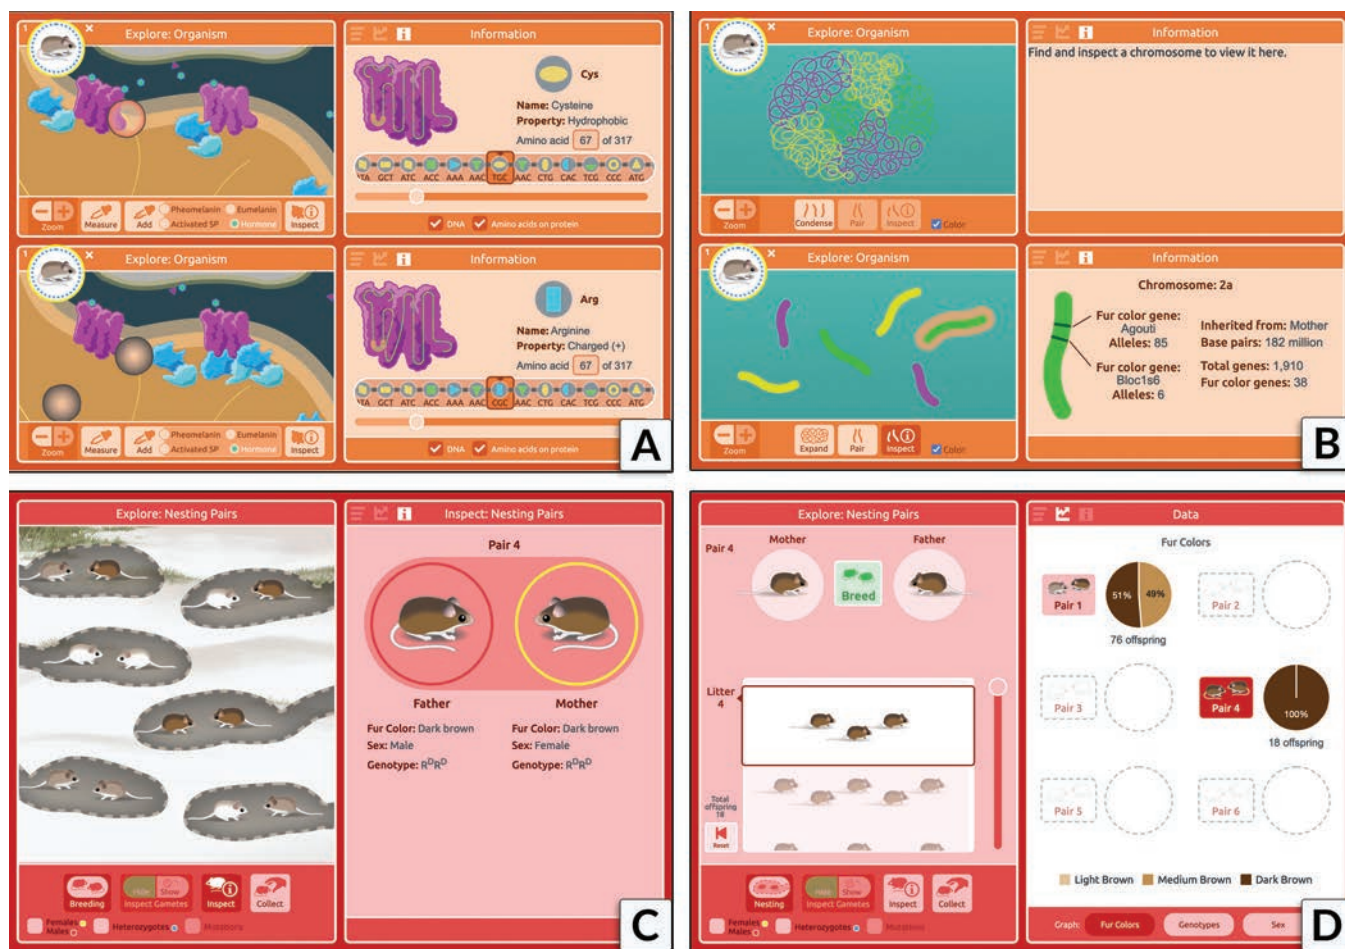 1
×
Explore: Organism
Information
Cys
Name: Cysteine
Property: Hydrophobic
Amino acid 67 of 317
TA GCT ATC ACC AAA AAC TGC AAC CTG CAC TCG CCC ATG
Zoom
Measure
Add
Pheomelanin
Eumelanin
Activated SP
Hormone
Inspect
DNA
Amino acids on protein
1
×
Explore: Organism
Information
Arg
Name: Arginine
Property: Charged (+)
Amino acid 67 of 317
TA GCT ATC ACC AAA AAC CGC AAC CTG CAC TCG CCC ATG
Zoom
Measure
Add
Pheomelanin
Eumelanin
Activated SP
Hormone
Inspect
DNA
Amino acids on protein
A
1
×
Explore: Organism
Information
Find and inspect a chromosome to view it here.
Zoom
Condense
Pair
Inspect
Color
1
×
Explore: Organism
Information
Chromosome: 2a
Fur color gene:
Agouti
Alleles: 85
Fur color gene:
Bloc1s6
Alleles: 6
Inherited from: Mother
Base pairs: 182 million
Total genes: 1,910
Fur color genes: 38
Zoom
Expand
Pair
Inspect
Color
B
Explore: Nesting Pairs
Inspect: Nesting Pairs
Pair 4
Father
Mother
Fur Color: Dark brown
Sex: Male
Genotype: RᴰRᴰ
Fur Color: Dark brown
Sex: Female
Genotype: RᴰRᴰ
Breeding
Hide
Show
Inspect Gametes
Inspect
Collect
Females
Males
Heterozygotes
Mutations
C
Explore: Nesting Pairs
Data
Pair 4
Mother
Father
Breed
Litter
4
Total
offspring
18
Reset
Nesting
Hide
Show
Inspect Gametes
Inspect
Collect
Females
Males
Heterozygotes
Mutations
Fur Colors
Pair 1
51%
49%
76 offspring
Pair 2
Pair 3
Pair 4
100%
18 offspring
Pair 5
Pair 6
Light Brown
Medium Brown
Dark Brown
Graph:
Fur Colors
Genotypes
Sex
D